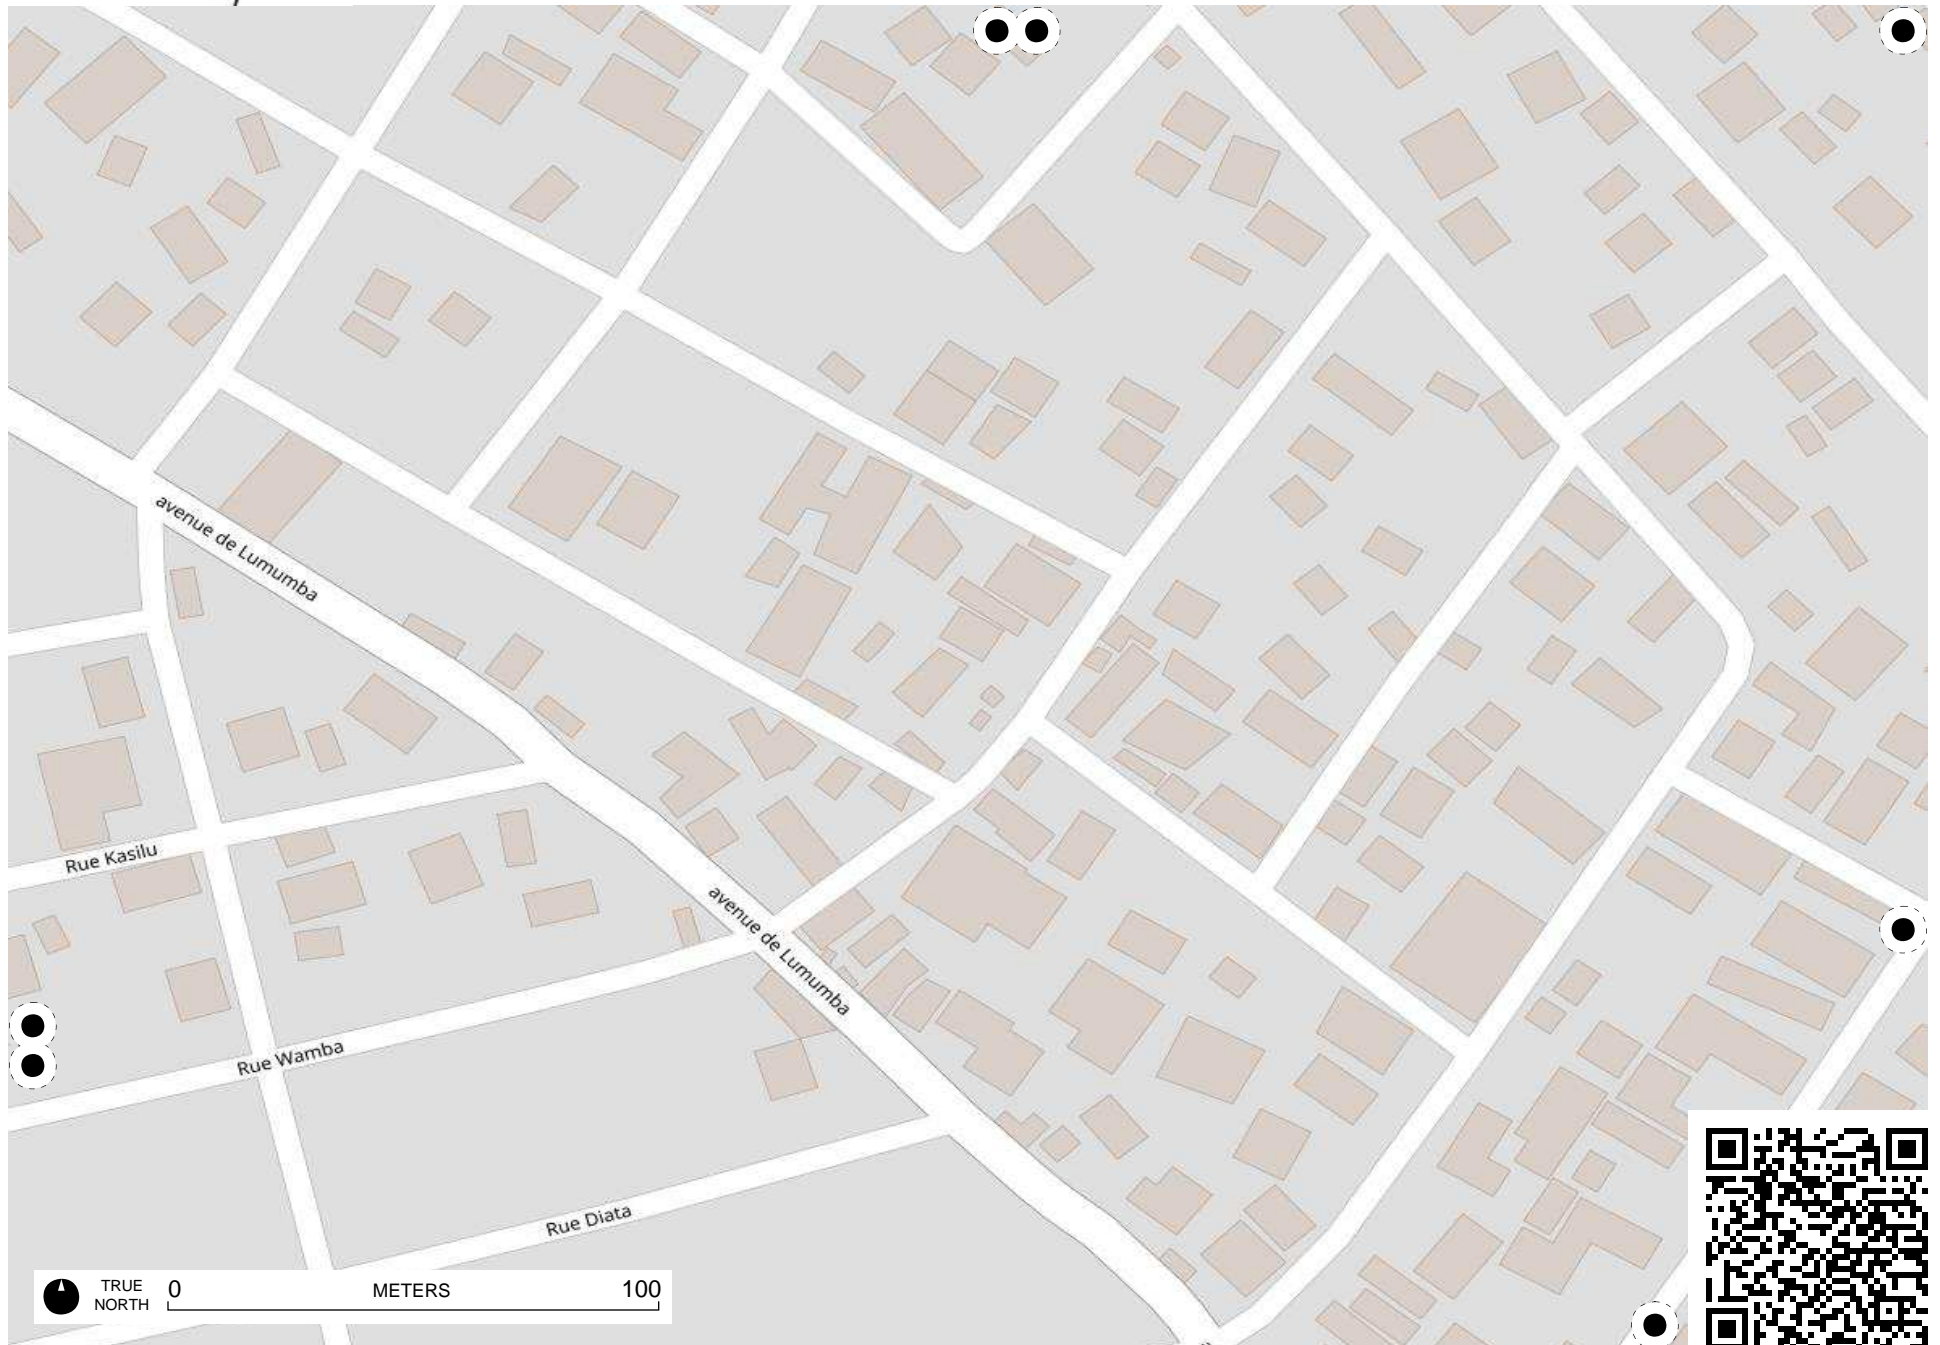 avenue de Lumumba
Rue Kasilu
avenue de Lumumba
Rue Wamba
Rue Diata
TRUE
NORTH
0 METERS 100